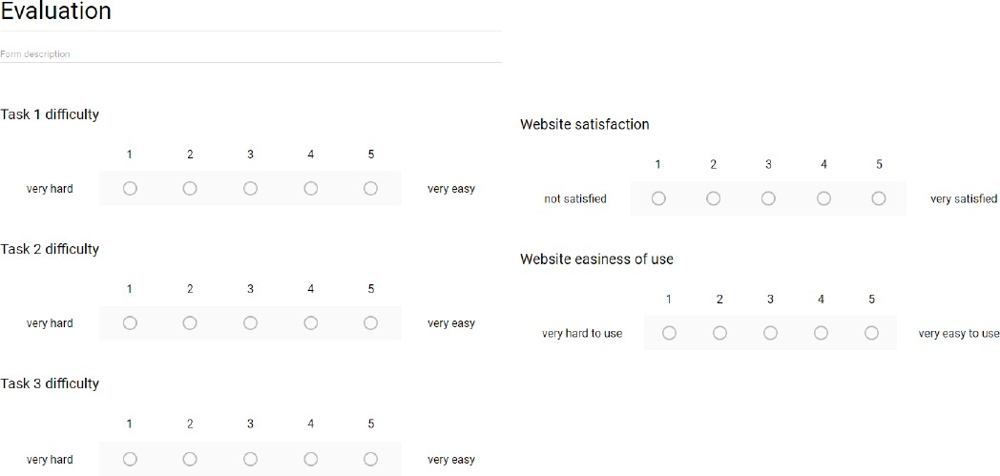 Evaluation
Form description
Task 1 difficulty
1 2 3 4 5
very hard very easy
Task 2 difficulty
1 2 3 4 5
very hard very easy
Task 3 difficulty
1 2 3 4 5
very hard very easy
Website satisfaction
1 2 3 4 5
not satisfied very satisfied
Website easiness of use
1 2 3 4 5
very hard to use very easy to use